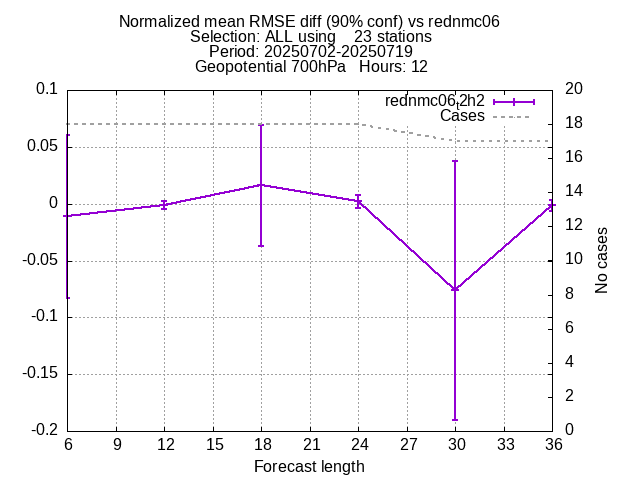 Normalized mean RMSE diff (90% conf) vs rednmc06
Selection: ALL using    23 stations
Period: 20250702-20250719
Geopotential 700hPa   Hours: 12
rednmc06_t2h2
Cases
0.1
0.05
0
-0.05
-0.1
-0.15
-0.2
20
18
16
14
12
10
8
6
4
2
0
No cases
6 9 12 15 18 21 24 27 30 33 36
Forecast length